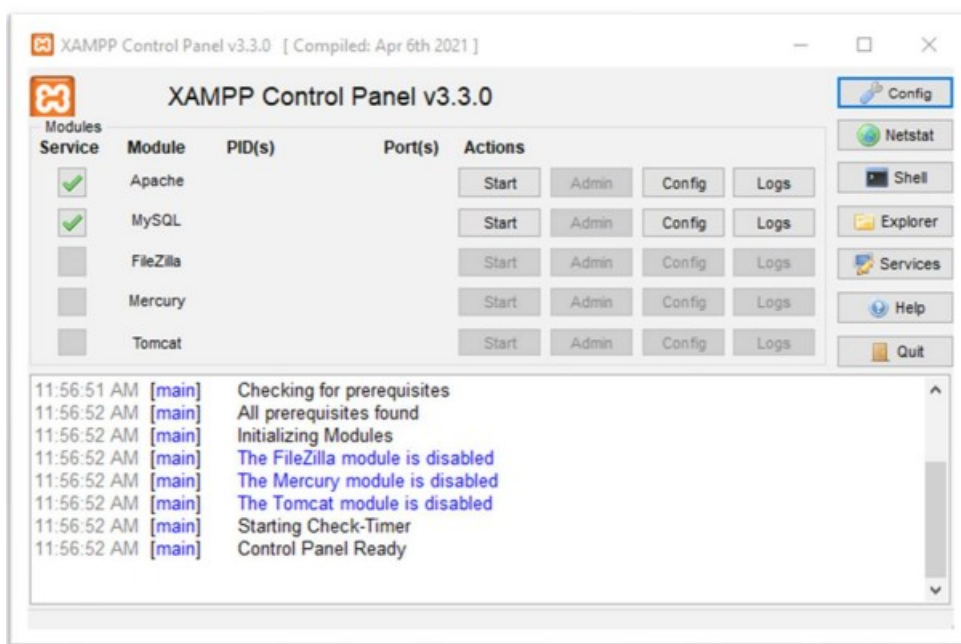 XAMPP Control Panel v3.3.0 [ Compiled: Apr 6th 2021 ]
XAMPP Control Panel v3.3.0
Config
Modules
Service Module PID(s) Port(s) Actions
Netstat
Apache Start Admin Config Logs
Shell
MySQL Start Admin Config Logs
Explorer
FileZilla Start Admin Config Logs
Services
Mercury Start Admin Config Logs
Help
Tomcat Start Admin Config Logs
Quit
11:56:51 AM [main] Checking for prerequisites
11:56:52 AM [main] All prerequisites found
11:56:52 AM [main] Initializing Modules
11:56:52 AM [main] The FileZilla module is disabled
11:56:52 AM [main] The Mercury module is disabled
11:56:52 AM [main] The Tomcat module is disabled
11:56:52 AM [main] Starting Check-Timer
11:56:52 AM [main] Control Panel Ready